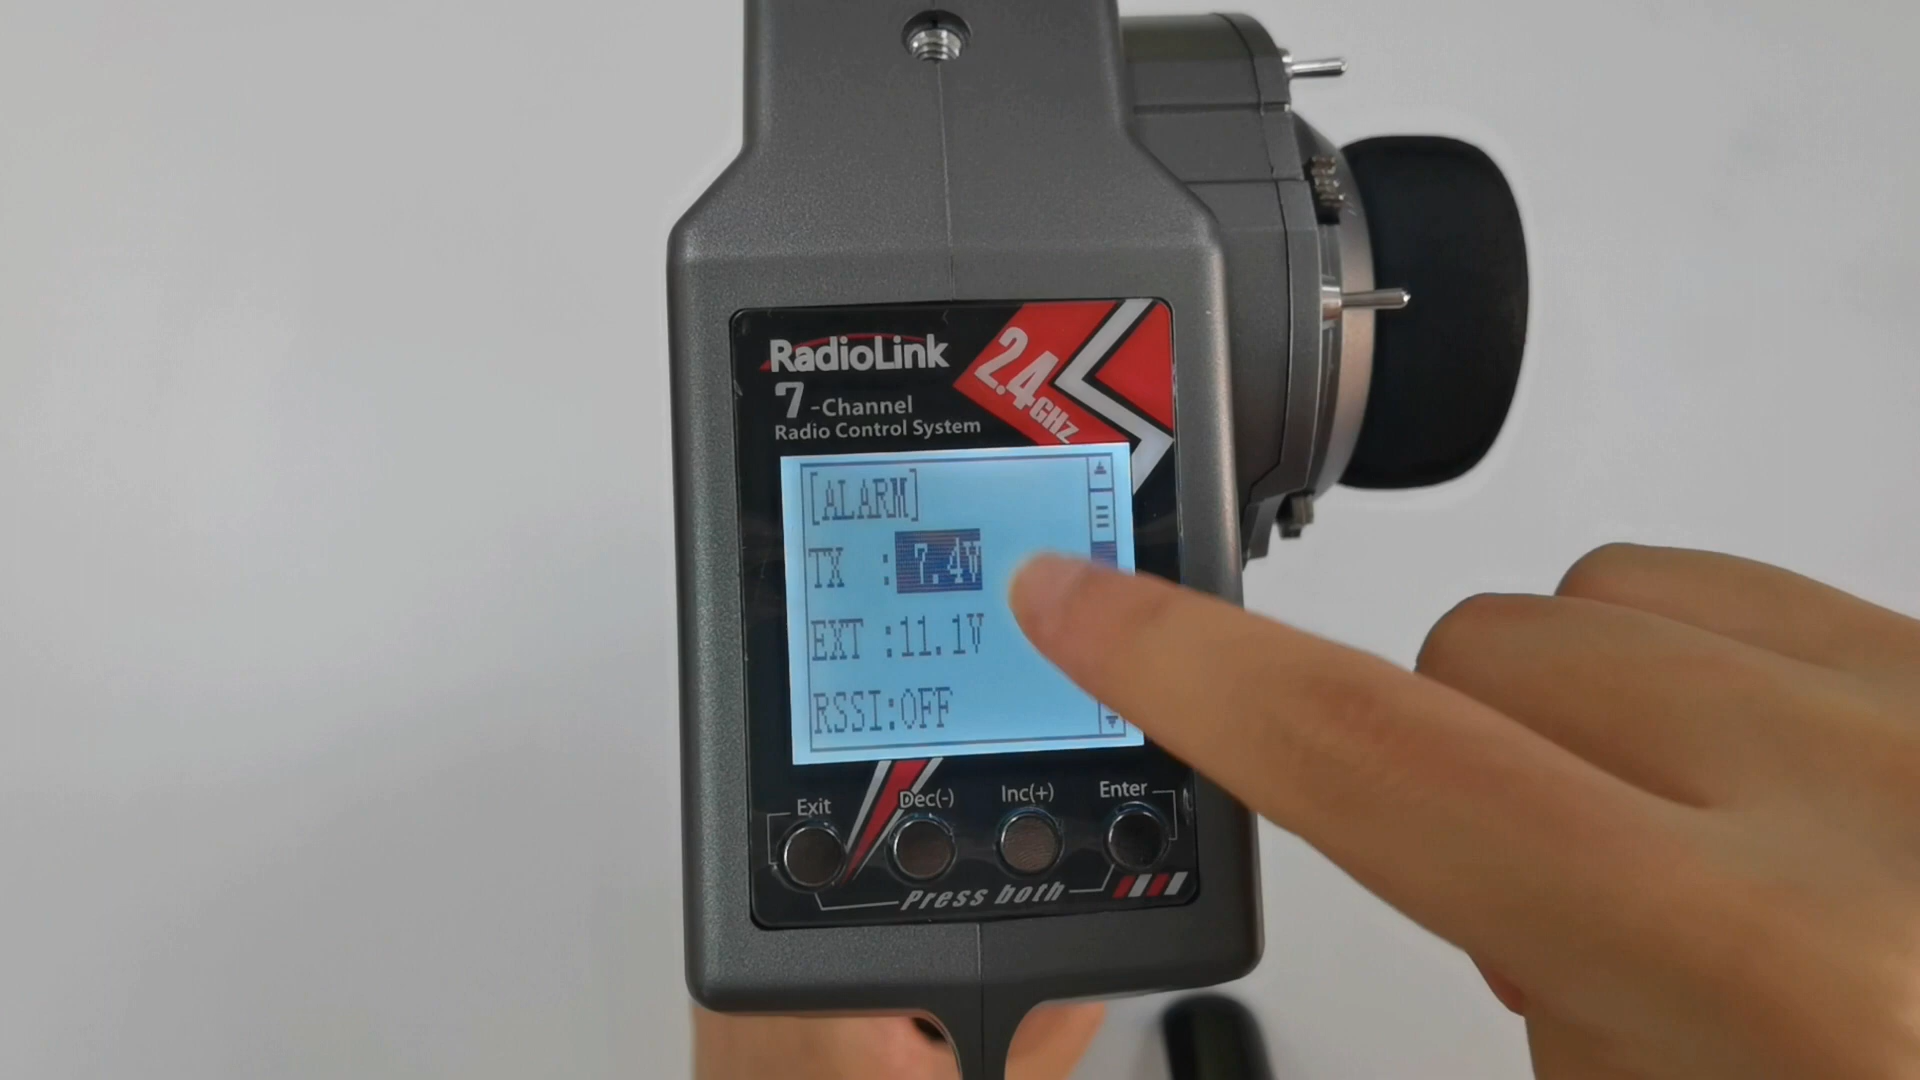 RadioLink
2.4GHZ
7-Channel
Radio Control System
[ALARM]
TX : 7.4V
EXT :11.1V
RSSI:OFF
Exit Dec(-) Inc(+) Enter
Press both